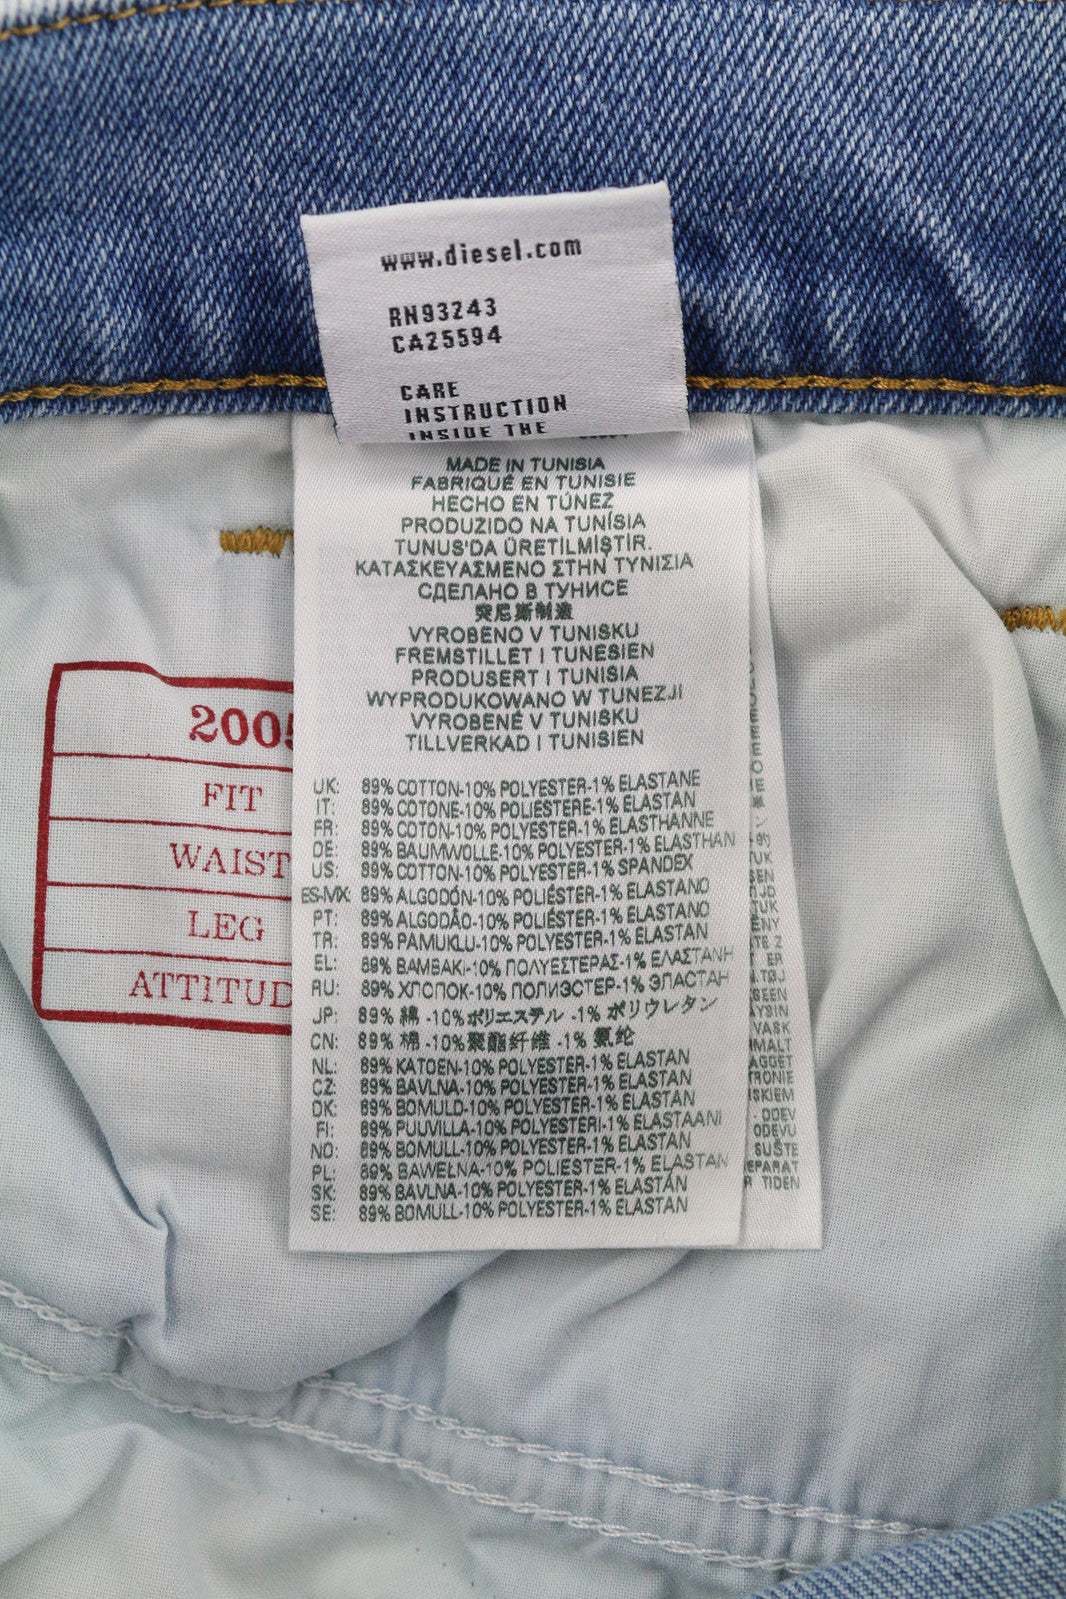 www.diesel.com
RN93243
CA25594
CARE
INSTRUCTION
INSIDE THE
MADE IN TUNISIA
FABRIQUÉ EN TUNISIE
HECHO EN TÚNEZ
PRODUZIDO NA TUNÍSIA
TUNUS'DA ÜRETILMİŞTİR.
ΚΑΤΑΣΚΕΥΑΣΜΕΝΟ ΣΤΗΝ ΤΥΝΙΣΙΑ
СДЕЛАНО В ТУНИСЕ
突尼斯制造
VYROBENO V TUNISKU
FREMSTILLET I TUNESIEN
PRODUSERT I TUNISIA
WYPRODUKOWANO W TUNEZJI
VYROBENÉ V TUNISKU
TILLVERKAD I TUNISIEN
UK: 89% COTTON-10% POLYESTER-1% ELASTANE
IT: 89% COTONE-10% POLIESTERE-1% ELASTAN
FR: 89% COTON-10% POLYESTER-1% ELASTHANNE
DE: 89% BAUMWOLLE-10% POLYESTER-1% ELASTHAN
US: 89% COTTON-10% POLYESTER-1% SPANDEX
ES-MX: 89% ALGODÓN-10% POLIÉSTER-1% ELASTANO
PT: 89% ALGODÃO-10% POLIÉSTER-1% ELASTANO
TR: 89% PAMUKLU-10% POLYESTER-1% ELASTAN
EL: 89% ΒΑΜΒΑΚΙ-10% ΠΟΛΥΕΣΤΕΡΑΣ-1% ΕΛΑΣΤΑΝΗ
RU: 89% ХЛОПОК-10% ПОЛИЭСТЕР-1% ЭЛАСТАН
JP: 89% 綿 -10%ポリエステル -1% ポリウレタン
CN: 89% 棉 -10%聚酯纤维 -1% 氨纶
NL: 89% KATOEN-10% POLYESTER-1% ELASTAN
CZ: 89% BAVLNA-10% POLYESTER-1% ELASTAN
DK: 89% BOMULD-10% POLYESTER-1% ELASTAN
FI: 89% PUUVILLA-10% POLYESTERI-1% ELASTAANI
NO: 89% BOMULL-10% POLYESTER-1% ELASTAN
PL: 89% BAWEŁNA-10% POLIESTER-1% ELASTAN
SK: 89% BAVLNA-10% POLYESTER-1% ELASTÁN
SE: 89% BOMULL-10% POLYESTER-1% ELASTAN
2005
FIT
WAIST
LEG
ATTITUD